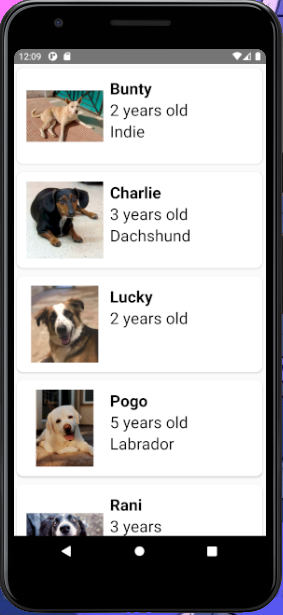 12:09
Bunty
2 years old
Indie
Charlie
3 years old
Dachshund
Lucky
2 years old
Pogo
5 years old
Labrador
Rani
3 years